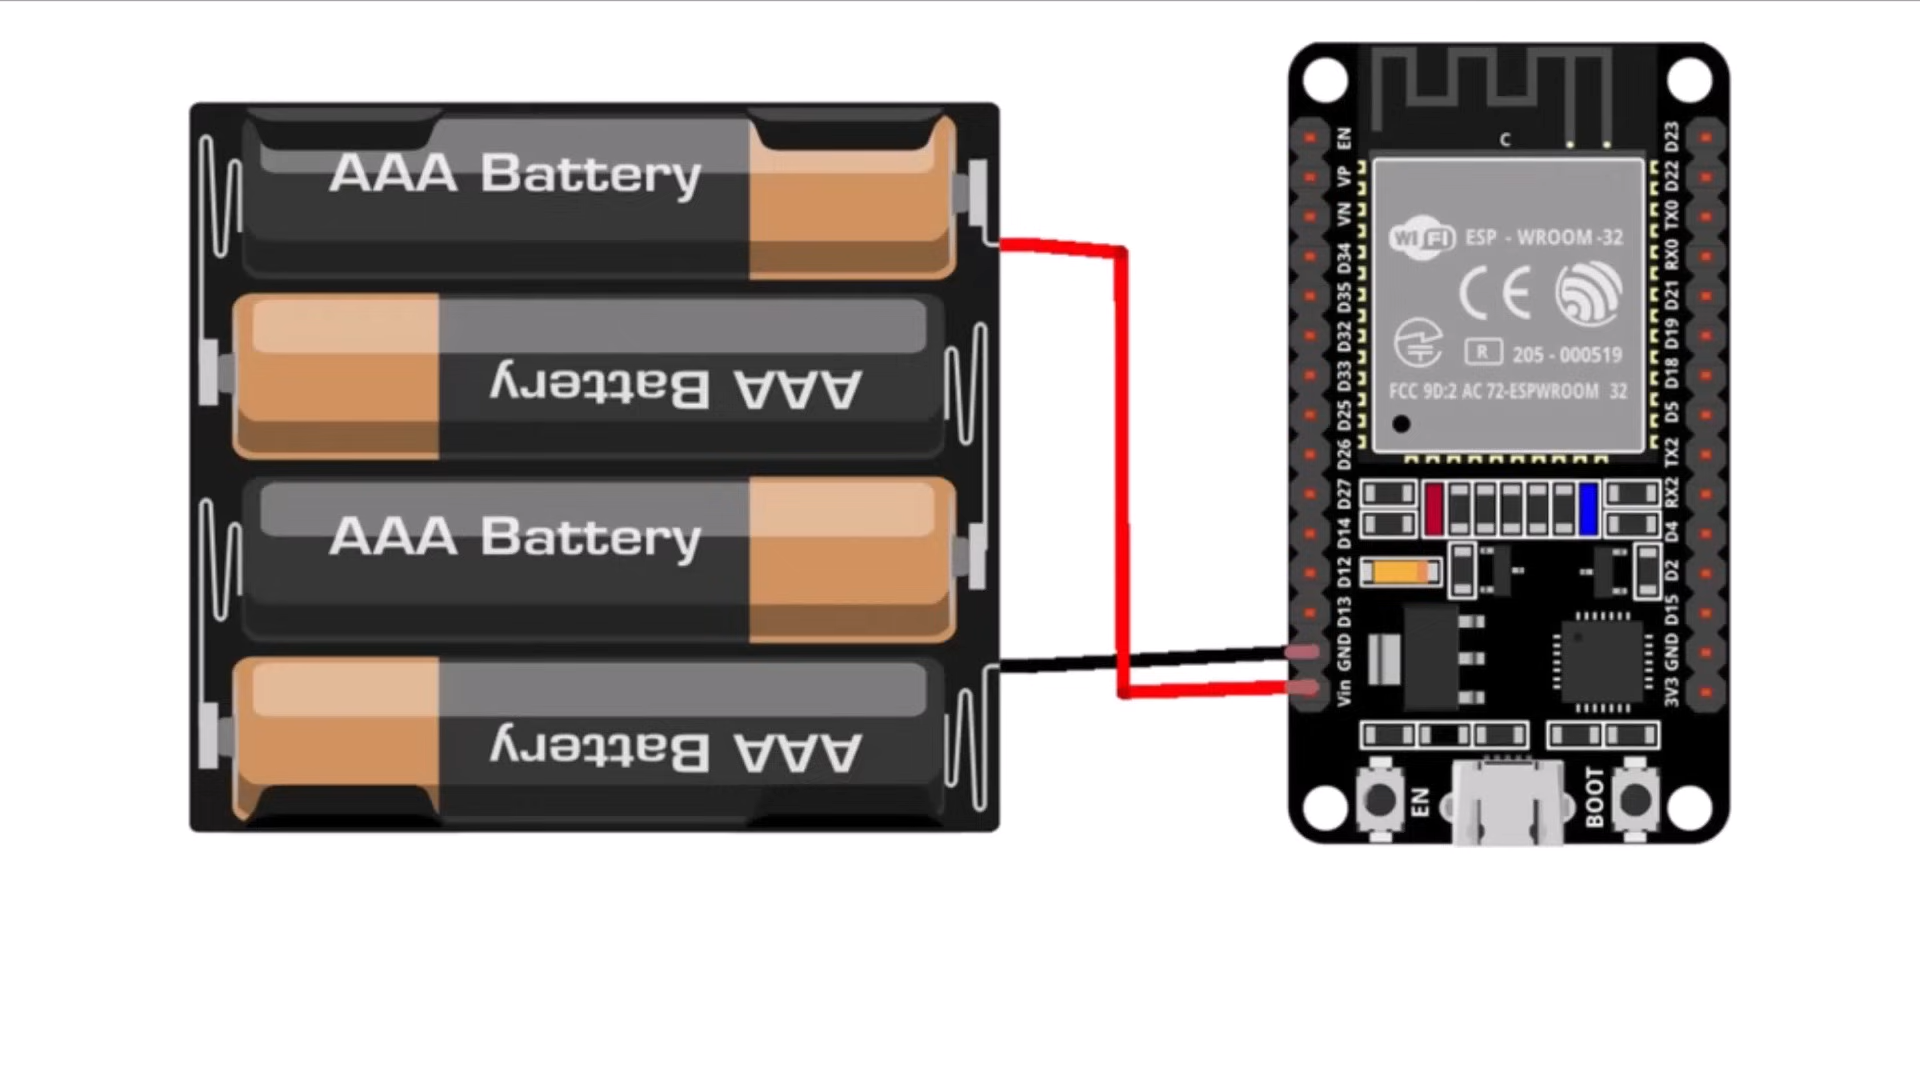 AAA Battery
AAA Battery
AAA Battery
AAA Battery
C
WiFi ESP - WROOM -32
CE
R 205 - 000519
FCC 9D:2 AC 72-ESPWROOM 32
EN
VP
VN
D34
D35
D32
D33
D25
D26
D27
D14
D12
D13
GND
Vin
D23
D22
TX0
RX0
D21
D19
D18
D5
TX2
RX2
D4
D2
D15
GND
3V3
EN
BOOT